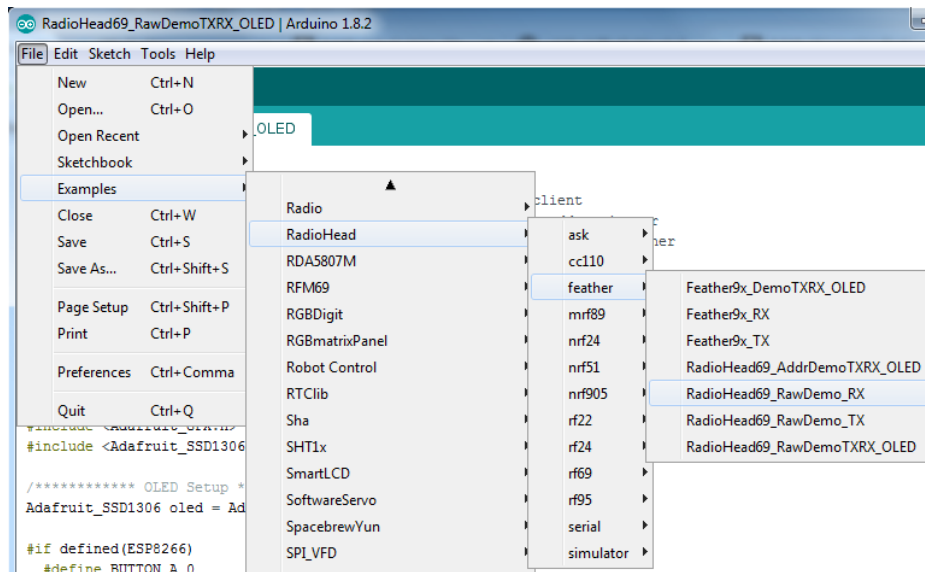 RadioHead69_RawDemoTXRX_OLED | Arduino 1.8.2
File Edit Sketch Tools Help
New Ctrl+N
Open... Ctrl+O
Open Recent
Sketchbook
Examples
Close Ctrl+W
Save Ctrl+S
Save As... Ctrl+Shift+S
Page Setup Ctrl+Shift+P
Print Ctrl+P
Preferences Ctrl+Comma
Quit Ctrl+Q
_OLED
client
Radio
RadioHead
RDA5807M
RFM69
RGBDigit
RGBmatrixPanel
Robot Control
RTClib
Sha
SHT1x
SmartLCD
SoftwareServo
SpacebrewYun
SPI_VFD
ask
cc110
feather
mrf89
nrf24
nrf51
nrf905
rf22
rf24
rf69
rf95
serial
simulator
Feather9x_DemoTXRX_OLED
Feather9x_RX
Feather9x_TX
RadioHead69_AddrDemoTXRX_OLED
RadioHead69_RawDemo_RX
RadioHead69_RawDemo_TX
RadioHead69_RawDemoTXRX_OLED
#include <Adafruit_SSD1306
/************ OLED Setup *
Adafruit_SSD1306 oled = Ad
#if defined(ESP8266)
#define BUTTON_A 0